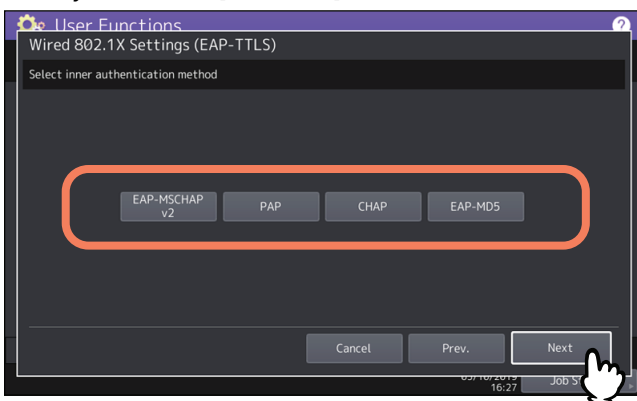 User Functions
?
Wired 802.1X Settings (EAP-TTLS)
Select inner authentication method
EAP-MSCHAP
v2
PAP
CHAP
EAP-MD5
Cancel
Prev.
Next
16:27
Job S